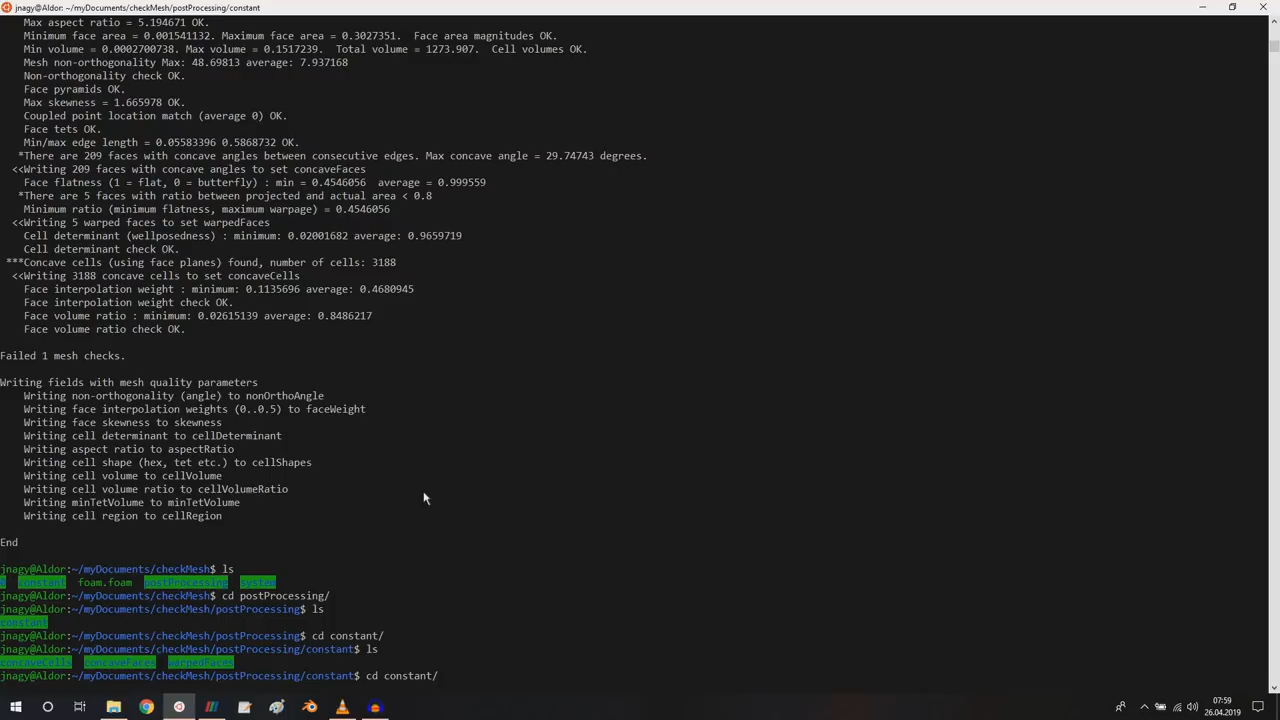 jnagy@Aldor: ~/myDocuments/checkMesh/postProcessing/constant
Max aspect ratio = 5.194671 OK.
Minimum face area = 0.001541132. Maximum face area = 0.3027351.  Face area magnitudes OK.
Min volume = 0.0002700738. Max volume = 0.1517239.  Total volume = 1273.907.  Cell volumes OK.
Mesh non-orthogonality Max: 48.69813 average: 7.937168
Non-orthogonality check OK.
Face pyramids OK.
Max skewness = 1.665978 OK.
Coupled point location match (average 0) OK.
Face tets OK.
Min/max edge length = 0.05583396 0.5868732 OK.
*There are 209 faces with concave angles between consecutive edges. Max concave angle = 29.74743 degrees.
<<Writing 209 faces with concave angles to set concaveFaces
Face flatness (1 = flat, 0 = butterfly) : min = 0.4546056  average = 0.999559
*There are 5 faces with ratio between projected and actual area < 0.8
Minimum ratio (minimum flatness, maximum warpage) = 0.4546056
<<Writing 5 warped faces to set warpedFaces
Cell determinant (wellposedness) : minimum: 0.02001682 average: 0.9659719
Cell determinant check OK.
***Concave cells (using face planes) found, number of cells: 3188
<<Writing 3188 concave cells to set concaveCells
Face interpolation weight : minimum: 0.1135696 average: 0.4680945
Face interpolation weight check OK.
Face volume ratio : minimum: 0.02615139 average: 0.8486217
Face volume ratio check OK.
Failed 1 mesh checks.
Writing fields with mesh quality parameters
Writing non-orthogonality (angle) to nonOrthoAngle
Writing face interpolation weights (0..0.5) to faceWeight
Writing face skewness to skewness
Writing cell determinant to cellDeterminant
Writing aspect ratio to aspectRatio
Writing cell shape (hex, tet etc.) to cellShapes
Writing cell volume to cellVolume
Writing cell volume ratio to cellVolumeRatio
Writing minTetVolume to minTetVolume
Writing cell region to cellRegion
End
jnagy@Aldor:~/myDocuments/checkMesh$ ls
0  constant  foam.foam  postProcessing  system
jnagy@Aldor:~/myDocuments/checkMesh$ cd postProcessing/
jnagy@Aldor:~/myDocuments/checkMesh/postProcessing$ ls
constant
jnagy@Aldor:~/myDocuments/checkMesh/postProcessing$ cd constant/
jnagy@Aldor:~/myDocuments/checkMesh/postProcessing/constant$ ls
concaveCells  concaveFaces  warpedFaces
jnagy@Aldor:~/myDocuments/checkMesh/postProcessing/constant$ cd constant/
07:59
26.04.2019